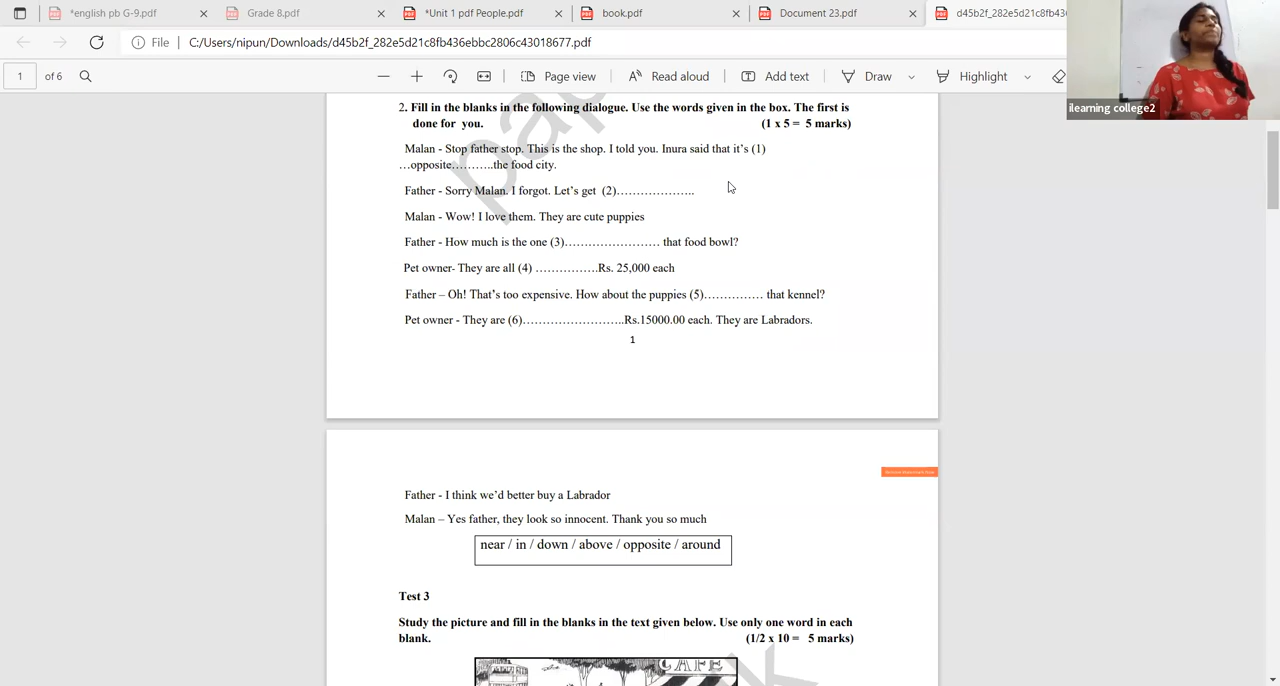 *english pb G-9.pdf
Grade 8.pdf
*Unit 1 pdf People.pdf
book.pdf
Document 23.pdf
d45b2f_282e5d21c8fb436ebbc2806c43
File
C:/Users/nipun/Downloads/d45b2f_282e5d21c8fb436ebbc2806c43018677.pdf
1 of 6
Page view
Read aloud
Add text
Draw
Highlight
ilearning college2
2. Fill in the blanks in the following dialogue. Use the words given in the box. The first is
done for you. (1 x 5 = 5 marks)
Malan - Stop father stop. This is the shop. I told you. Inura said that it's (1)
…opposite………..the food city.
Father - Sorry Malan. I forgot. Let's get (2)…………………..
Malan - Wow! I love them. They are cute puppies
Father - How much is the one (3)…………………… that food bowl?
Pet owner- They are all (4) …………….Rs. 25,000 each
Father – Oh! That's too expensive. How about the puppies (5)…………… that kennel?
Pet owner - They are (6)……………………..Rs.15000.00 each. They are Labradors.
1
Father - I think we'd better buy a Labrador
Malan – Yes father, they look so innocent. Thank you so much
near / in / down / above / opposite / around
Test 3
Study the picture and fill in the blanks in the text given below. Use only one word in each
blank. (1/2 x 10 = 5 marks)
CAFE